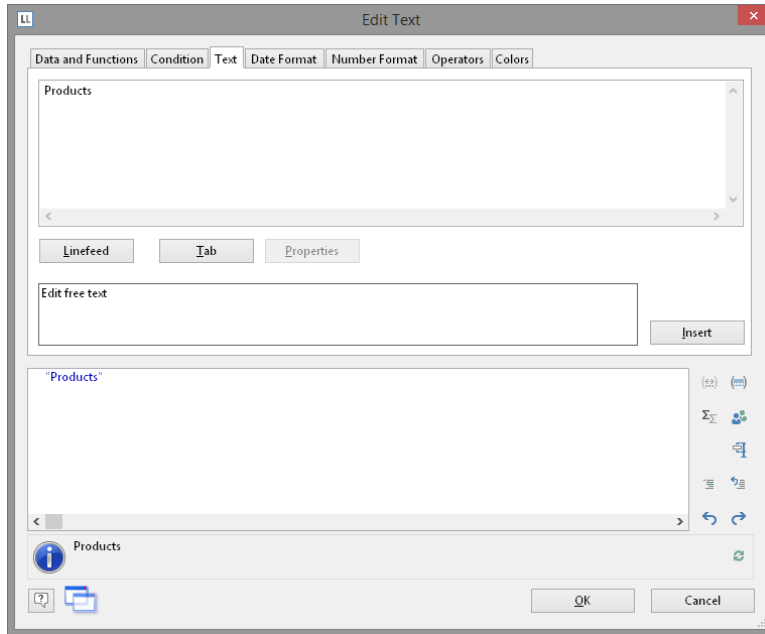 LL
Edit Text
Data and Functions Condition Text Date Format Number Format Operators Colors
Products
Linefeed Tab Properties
Edit free text
Insert
"Products"
Products
OK Cancel